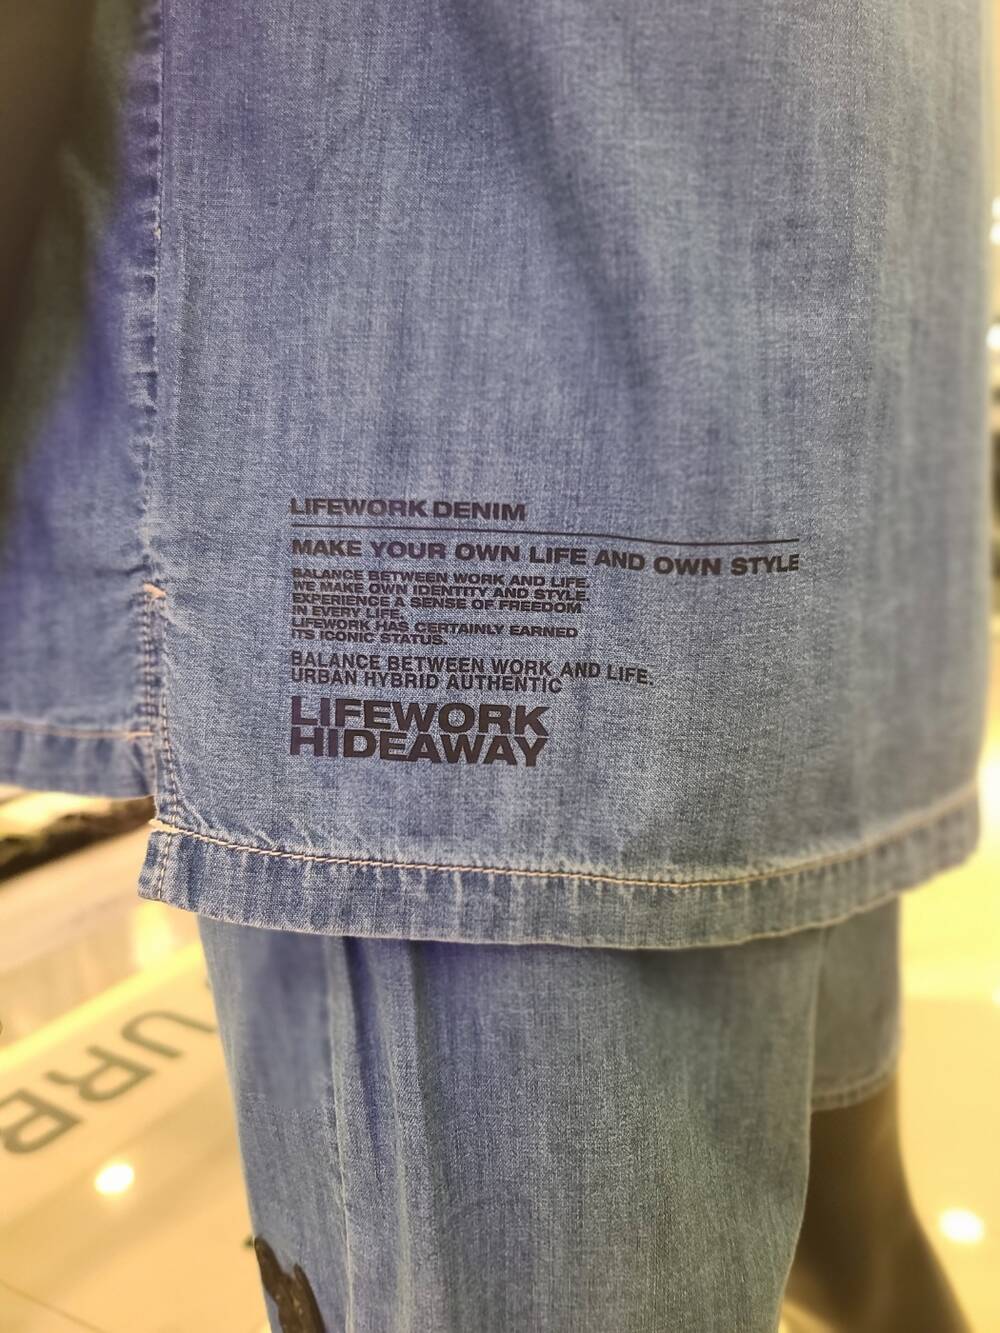 LIFEWORK DENIM
MAKE YOUR OWN LIFE AND OWN STYLE
BALANCE BETWEEN WORK AND LIFE.
WE MAKE OWN IDENTITY AND STYLE.
EXPERIENCE A SENSE OF FREEDOM
IN EVERY LIFE.
LIFEWORK HAS CERTAINLY EARNED
ITS ICONIC STATUS.
BALANCE BETWEEN WORK AND LIFE.
URBAN HYBRID AUTHENTIC
LIFEWORK
HIDEAWAY
URB